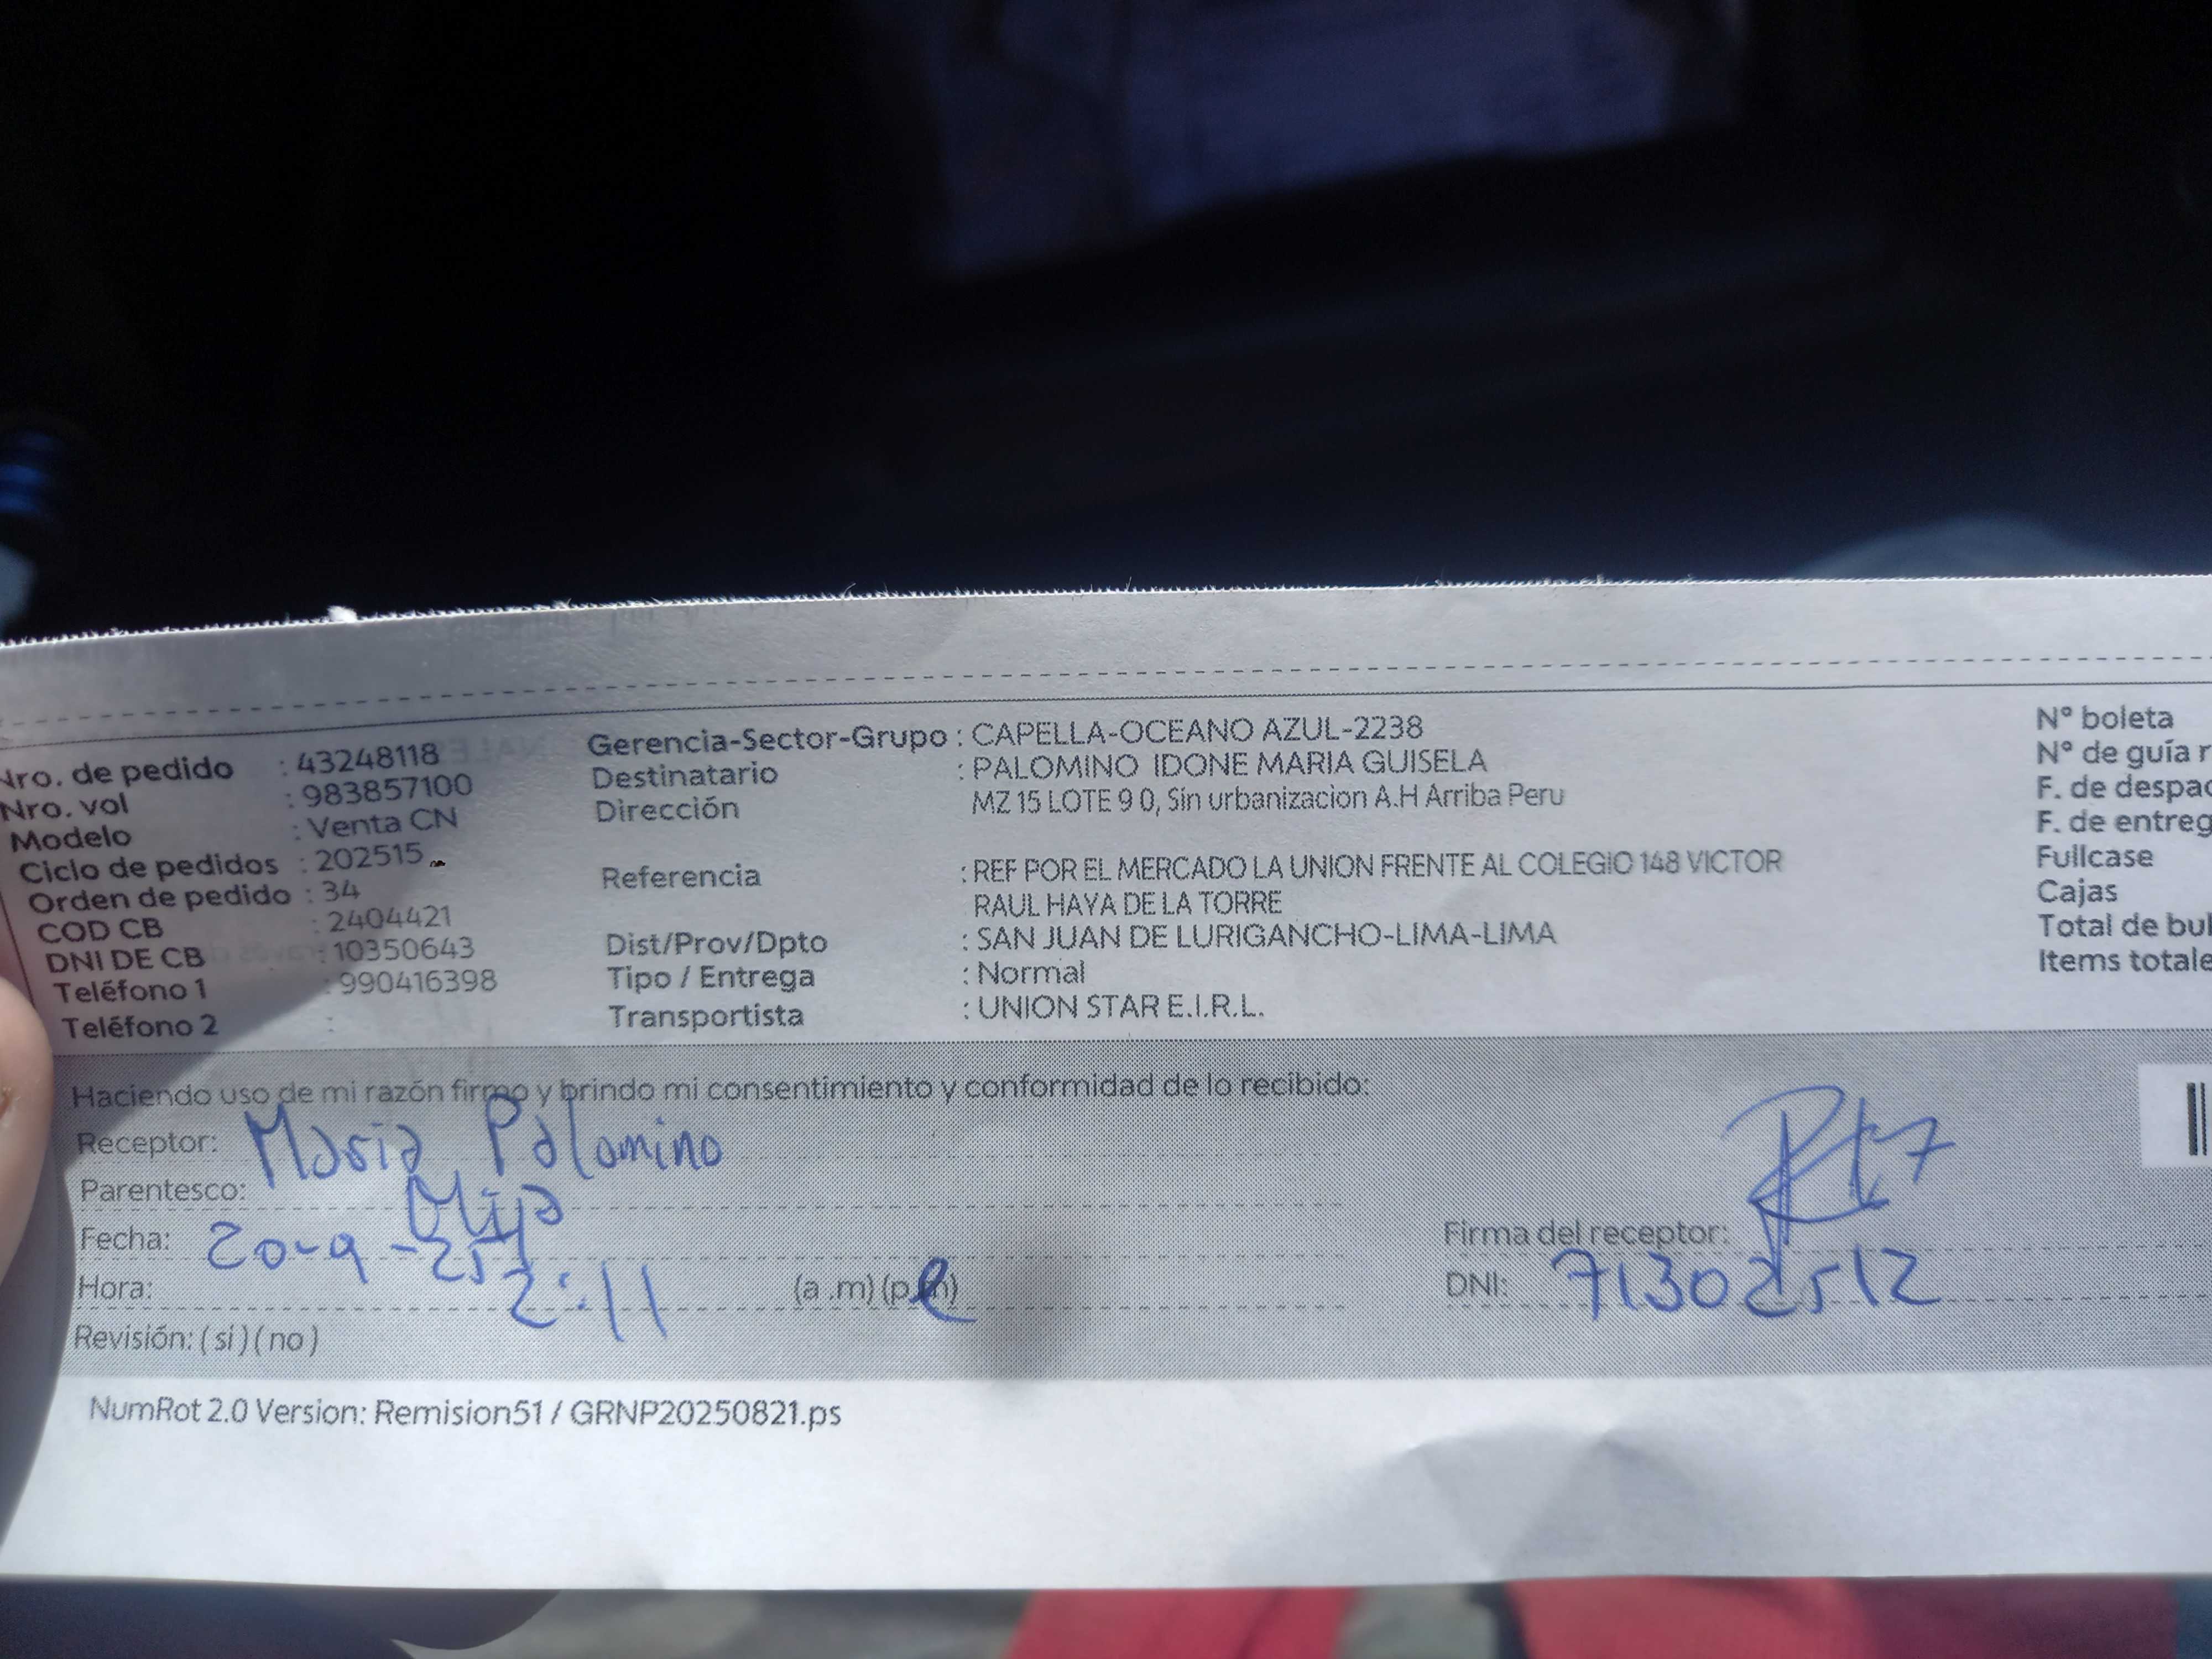 Nro. de pedido : 43248118
Nro. vol : 983857100
Modelo : Venta CN
Ciclo de pedidos : 202515
Orden de pedido : 34
COD CB : 2404421
DNI DE CB : 10350643
Teléfono 1 : 990416398
Teléfono 2 :
Gerencia-Sector-Grupo : CAPELLA-OCEANO AZUL-2238
Destinatario : PALOMINO IDONE MARIA GUISELA
Dirección MZ 15 LOTE 9 0, Sin urbanizacion A.H Arriba Peru
Referencia : REF POR EL MERCADO LA UNION FRENTE AL COLEGIO 148 VICTOR
RAUL HAYA DE LA TORRE
Dist/Prov/Dpto : SAN JUAN DE LURIGANCHO-LIMA-LIMA
Tipo / Entrega : Normal
Transportista : UNION STAR E.I.R.L.
Nº boleta
Nº de guía r
F. de despac
F. de entreg
Fullcase
Cajas
Total de bul
Items totale
Haciendo uso de mi razón firmo y brindo mi consentimiento y conformidad de lo recibido:
Receptor: Maria Palomino
Parentesco:
Fecha: 20-9-25
Hora: 2:11 (a .m) (p.m)
Revisión: ( si ) ( no )
Firma del receptor:
DNI: 71302512
NumRot 2.0 Version: Remision51 / GRNP20250821.ps